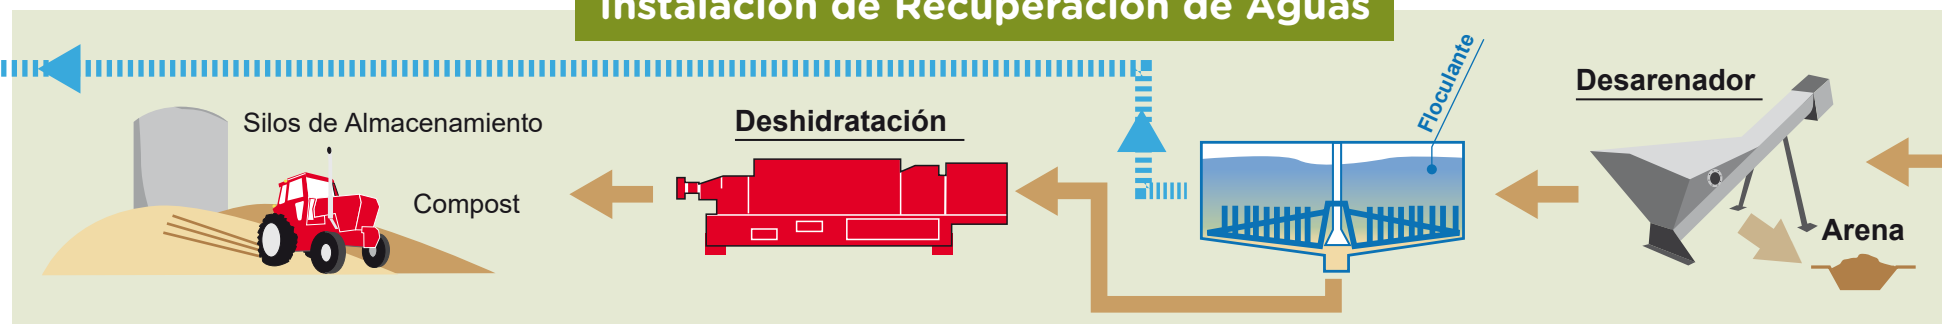 Instalación de Recuperación de Aguas
Floculante
Desarenador
Silos de Almacenamiento
Deshidratación
Compost
Arena